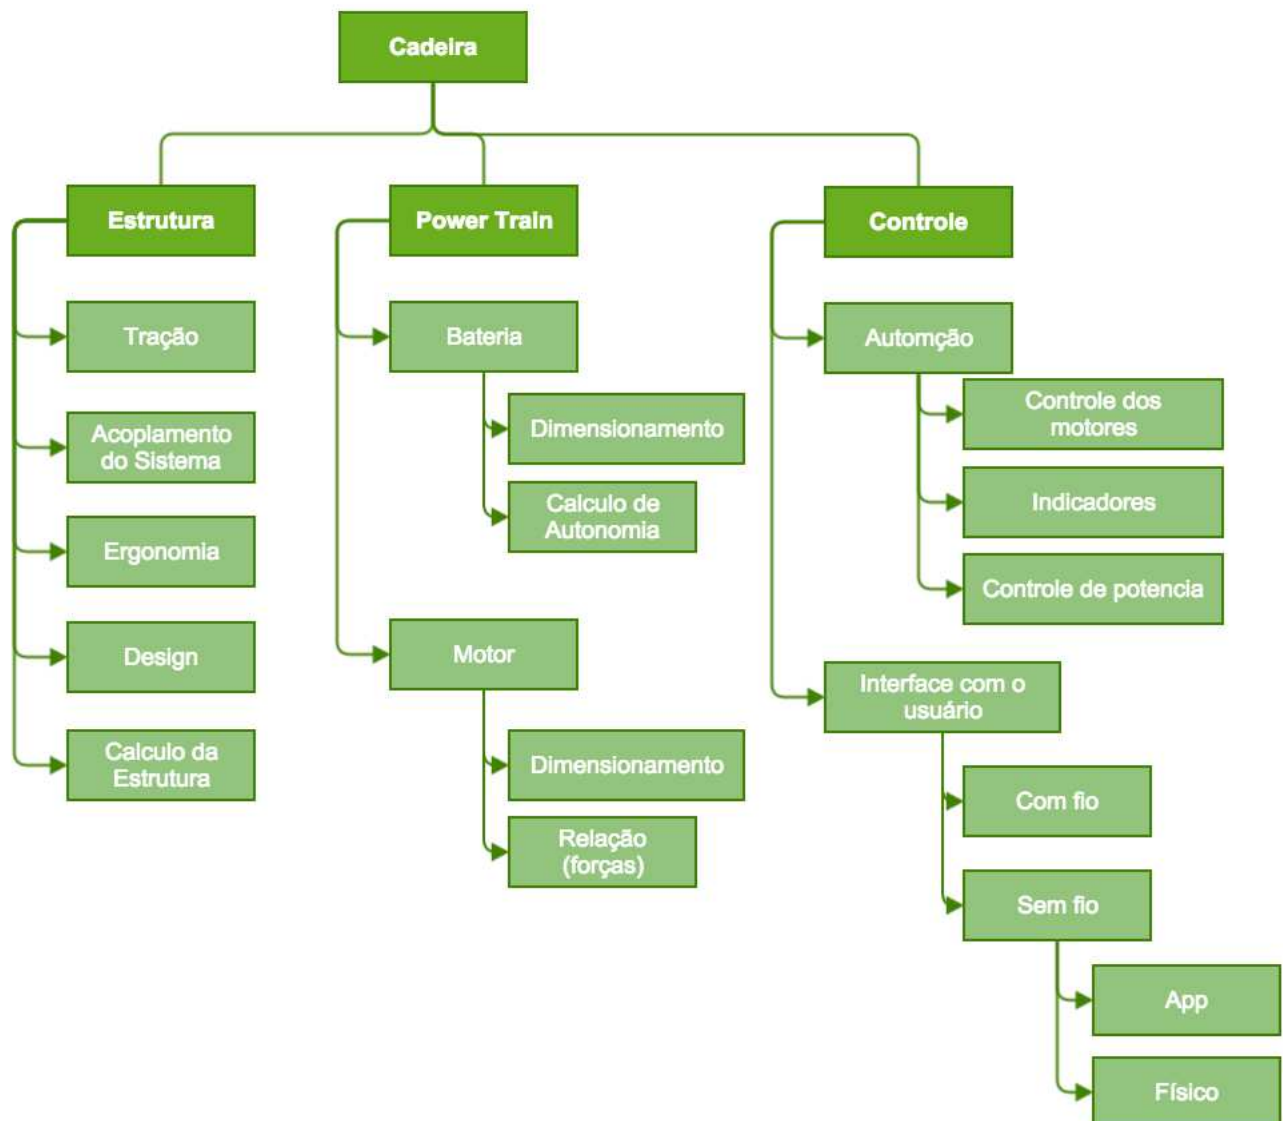 Cadeira
Estrutura
Tração
Acoplamento
do Sistema
Ergonomia
Design
Calculo da
Estrutura
Power Train
Bateria
Dimensionamento
Calculo de
Autonomia
Motor
Dimensionamento
Relação
(forças)
Controle
Automção
Controle dos
motores
Indicadores
Controle de potencia
Interface com o
usuário
Com fio
Sem fio
App
Físico